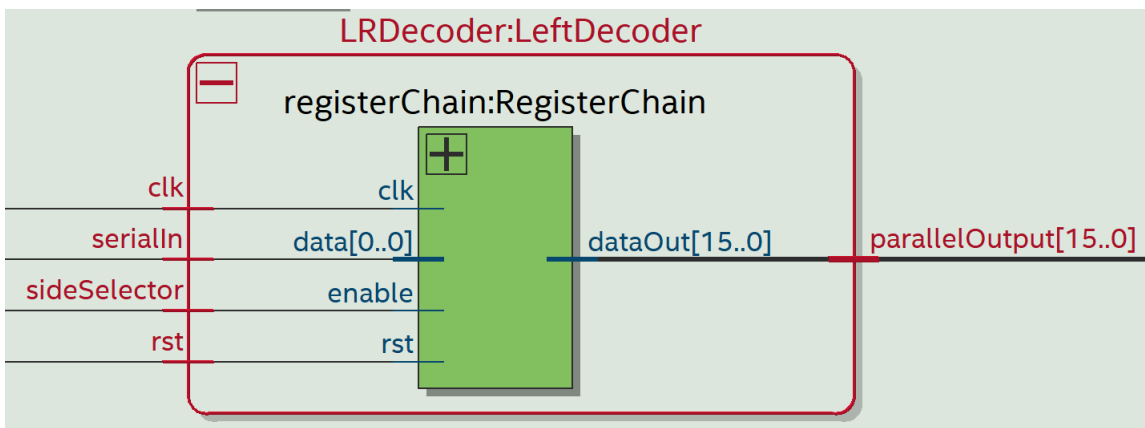 LRDecoder:LeftDecoder
registerChain:RegisterChain
clk clk
serialIn data[0..0] dataOut[15..0] parallelOutput[15..0]
sideSelector enable
rst rst